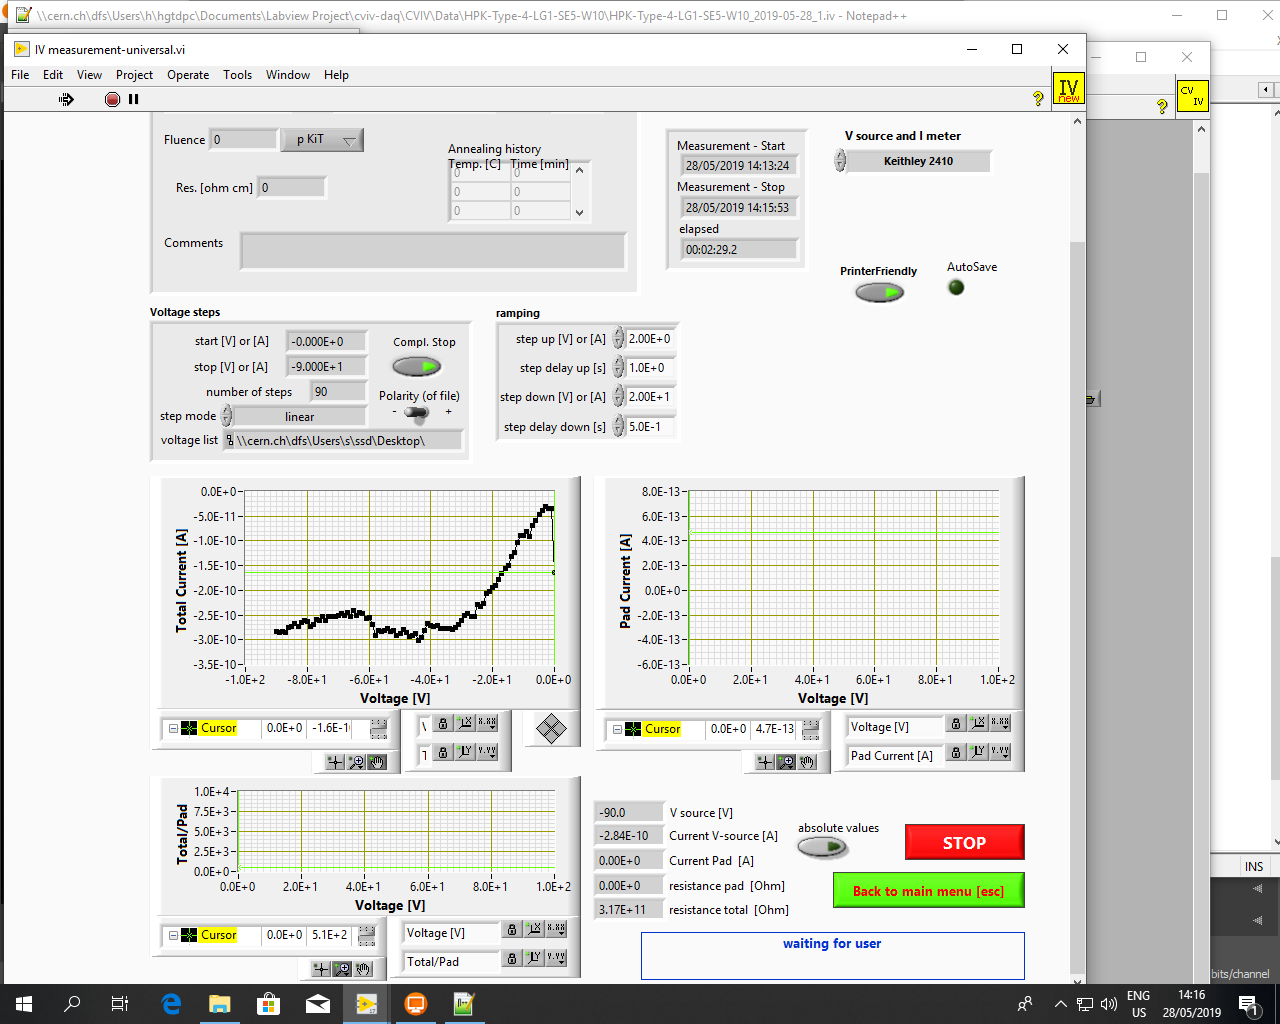 \\cern.ch\dfs\Users\h\hgtdpc\Documents\Labview Project\cviv-daq\CVIV\Data\HPK-Type-4-LG1-SE5-W10\HPK-Type-4-LG1-SE5-W10_2019-05-28_1.iv - Notepad++
IV measurement-universal.vi
File Edit View Project Operate Tools Window Help
IV
new
CV
IV
Fluence 0 p KiT
Res. [ohm cm] 0
Annealing history
Temp. [C] Time [min]
0 0
0 0
0 0
Comments
Measurement - Start
28/05/2019 14:13:24
Measurement - Stop
28/05/2019 14:15:53
elapsed
00:02:29.2
V source and I meter
Keithley 2410
PrinterFriendly
AutoSave
Voltage steps
start [V] or [A] -0.000E+0
stop [V] or [A] -9.000E+1
number of steps 90
step mode linear
voltage list \\cern.ch\dfs\Users\s\ssd\Desktop\
Compl. Stop
Polarity (of file)
- +
ramping
step up [V] or [A] 2.00E+0
step delay up [s] 1.0E+0
step down [V] or [A] 2.00E+1
step delay down [s] 5.0E-1
Total Current [A]
0.0E+0
-5.0E-11
-1.0E-10
-1.5E-10
-2.0E-10
-2.5E-10
-3.0E-10
-3.5E-10
-1.0E+2 -8.0E+1 -6.0E+1 -4.0E+1 -2.0E+1 0.0E+0
Voltage [V]
Cursor 0.0E+0 -1.6E-1
Pad Current [A]
8.0E-13
6.0E-13
4.0E-13
2.0E-13
0.0E+0
-2.0E-13
-4.0E-13
-6.0E-13
0.0E+0 2.0E+1 4.0E+1 6.0E+1 8.0E+1 1.0E+2
Voltage [V]
Cursor 0.0E+0 4.7E-13
Voltage [V]
Pad Current [A]
Total/Pad
1.0E+4
7.5E+3
5.0E+3
2.5E+3
0.0E+0
0.0E+0 2.0E+1 4.0E+1 6.0E+1 8.0E+1 1.0E+2
Voltage [V]
Cursor 0.0E+0 5.1E+2
Voltage [V]
Total/Pad
-90.0 V source [V]
-2.84E-10 Current V-source [A]
0.00E+0 Current Pad [A]
0.00E+0 resistance pad [Ohm]
3.17E+11 resistance total [Ohm]
absolute values
STOP
Back to main menu [esc]
waiting for user
INS
bits/channel
ENG
US
14:16
28/05/2019
1